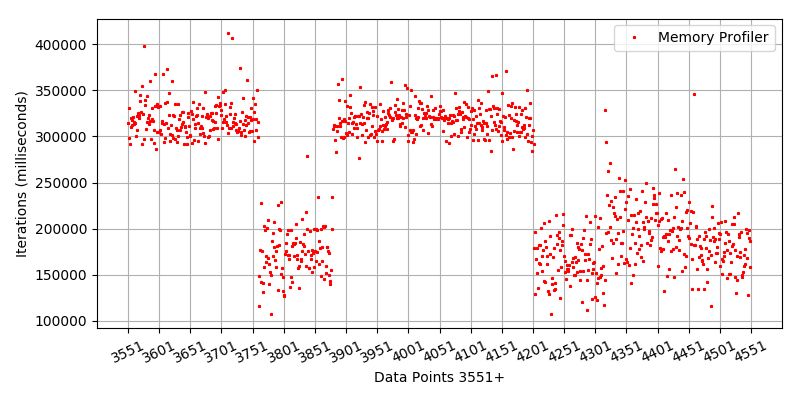 Memory Profiler
400000
350000
300000
250000
200000
150000
100000
Iterations (milliseconds)
3551 3601 3651 3701 3751 3801 3851 3901 3951 4001 4051 4101 4151 4201 4251 4301 4351 4401 4451 4501 4551
Data Points 3551+